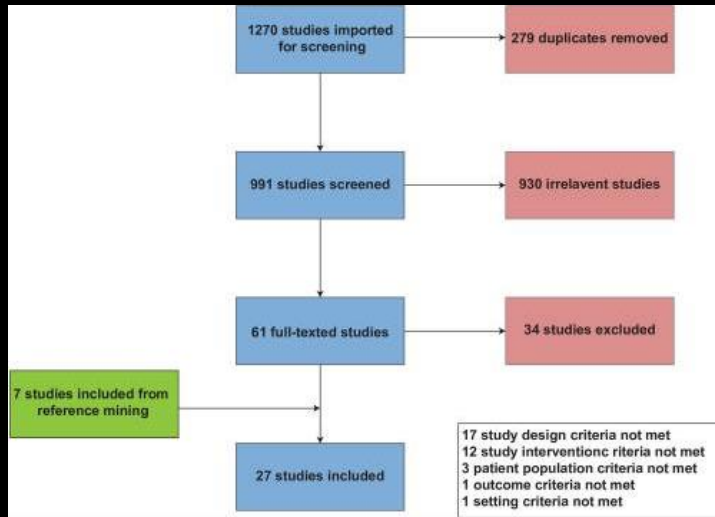 1270 studies imported
for screening
279 duplicates removed
991 studies screened
930 irrelavent studies
61 full-texted studies
34 studies excluded
7 studies included from
reference mining
27 studies included
17 study design criteria not met
12 study interventionc riteria not met
3 patient population criteria not met
1 outcome criteria not met
1 setting criteria not met